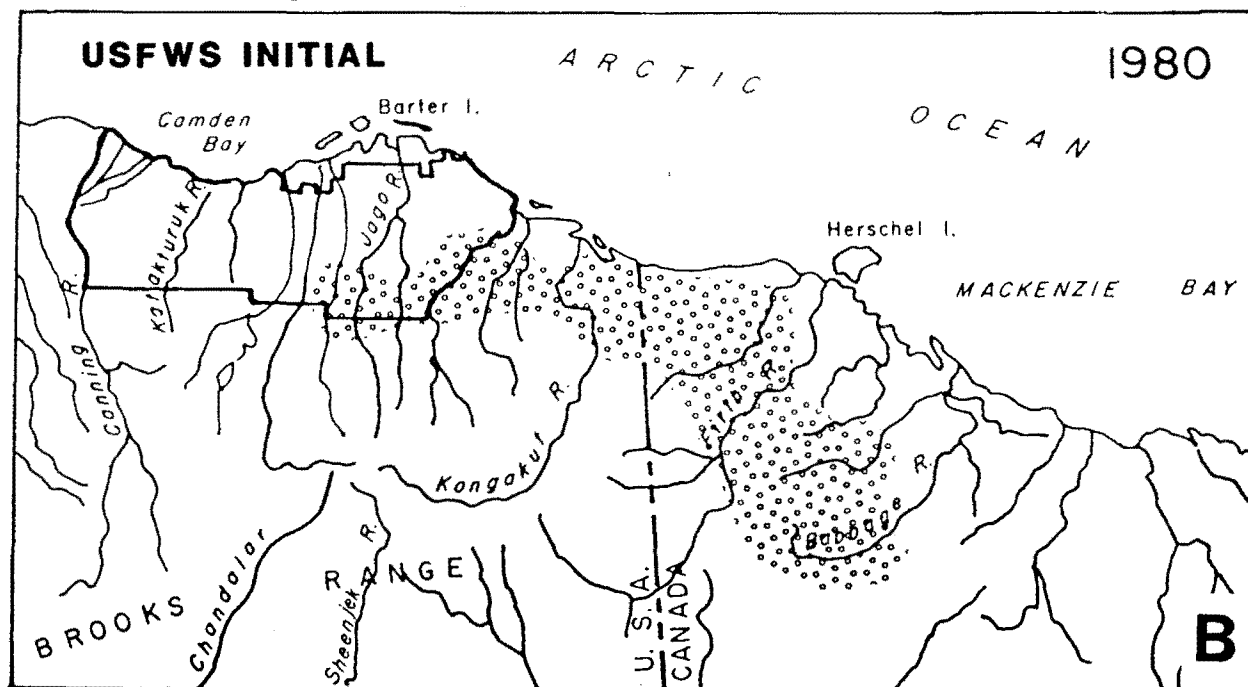 USFWS INITIAL
1980
ARCTIC
OCEAN
Camden
Bay
Barter I.
Herschel I.
MACKENZIE BAY
Katakturuk R.
Jago R.
Canning R.
Kongakut R.
Firth R.
Babbage R.
Chandalar
Sheenjek R.
BROOKS
RANGE
U. S. A.
CANADA
B